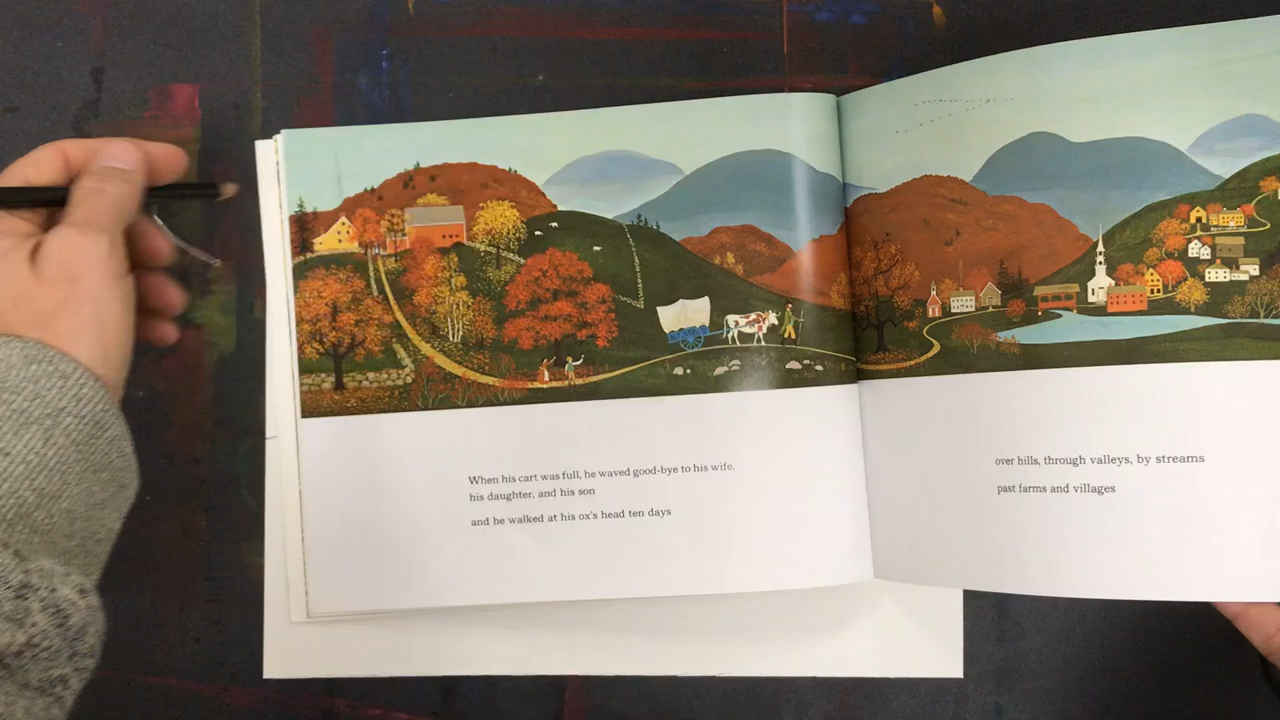 When his cart was full, he waved good-bye to his wife,
his daughter, and his son
and he walked at his ox's head ten days
over hills, through valleys, by streams
past farms and villages